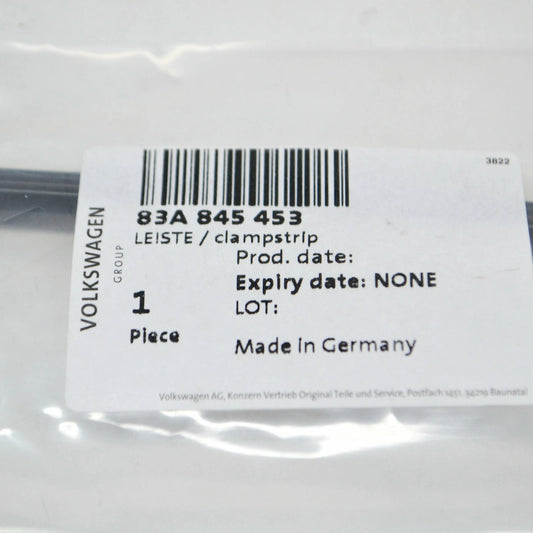 3822
83A 845 453
LEISTE / clampstrip
Prod. date:
Expiry date: NONE
LOT:
1
Piece
Made in Germany
VOLKSWAGEN
GROUP
Volkswagen AG, Konzern Vertrieb Original Teile und Service, Postfach 1451, 34219 Baunatal